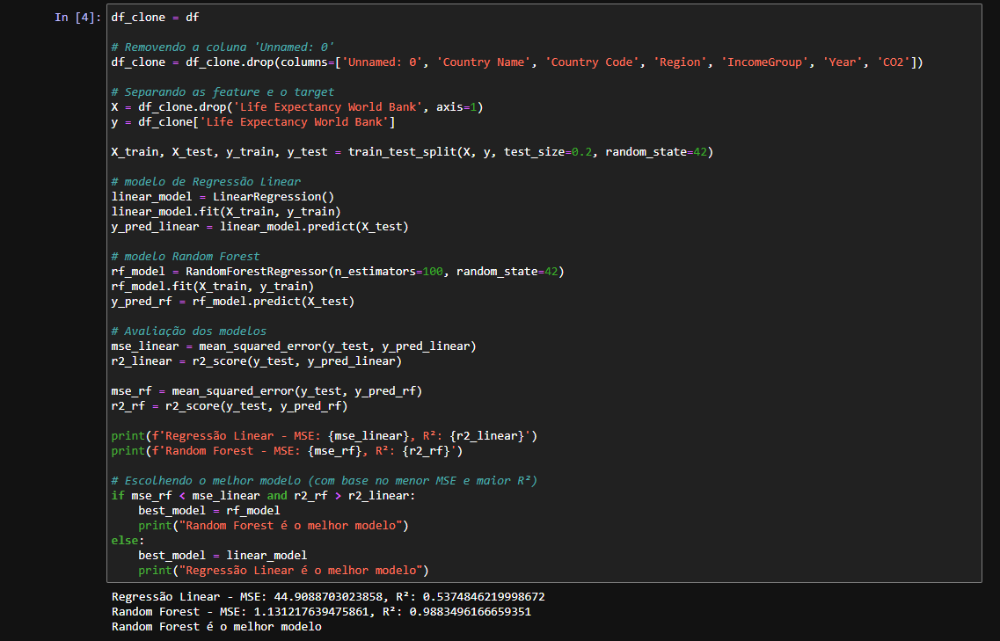 In [4]: df_clone = df
# Removendo a coluna 'Unnamed: 0'
df_clone = df_clone.drop(columns=['Unnamed: 0', 'Country Name', 'Country Code', 'Region', 'IncomeGroup', 'Year', 'CO2'])
# Separando as feature e o target
X = df_clone.drop('Life Expectancy World Bank', axis=1)
y = df_clone['Life Expectancy World Bank']
X_train, X_test, y_train, y_test = train_test_split(X, y, test_size=0.2, random_state=42)
# modelo de Regressão Linear
linear_model = LinearRegression()
linear_model.fit(X_train, y_train)
y_pred_linear = linear_model.predict(X_test)
# modelo Random Forest
rf_model = RandomForestRegressor(n_estimators=100, random_state=42)
rf_model.fit(X_train, y_train)
y_pred_rf = rf_model.predict(X_test)
# Avaliação dos modelos
mse_linear = mean_squared_error(y_test, y_pred_linear)
r2_linear = r2_score(y_test, y_pred_linear)
mse_rf = mean_squared_error(y_test, y_pred_rf)
r2_rf = r2_score(y_test, y_pred_rf)
print(f'Regressão Linear - MSE: {mse_linear}, R²: {r2_linear}')
print(f'Random Forest - MSE: {mse_rf}, R²: {r2_rf}')
# Escolhendo o melhor modelo (com base no menor MSE e maior R²)
if mse_rf < mse_linear and r2_rf > r2_linear:
    best_model = rf_model
    print("Random Forest é o melhor modelo")
else:
    best_model = linear_model
    print("Regressão Linear é o melhor modelo")
Regressão Linear - MSE: 44.9088703023858, R²: 0.5374846219998672
Random Forest - MSE: 1.131217639475861, R²: 0.9883496166659351
Random Forest é o melhor modelo